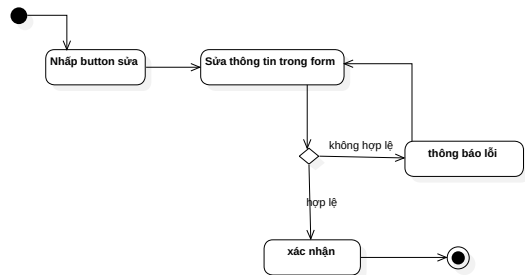 Nhấp button sửa
Sửa thông tin trong form
không hợp lệ
thông báo lỗi
hợp lệ
xác nhận